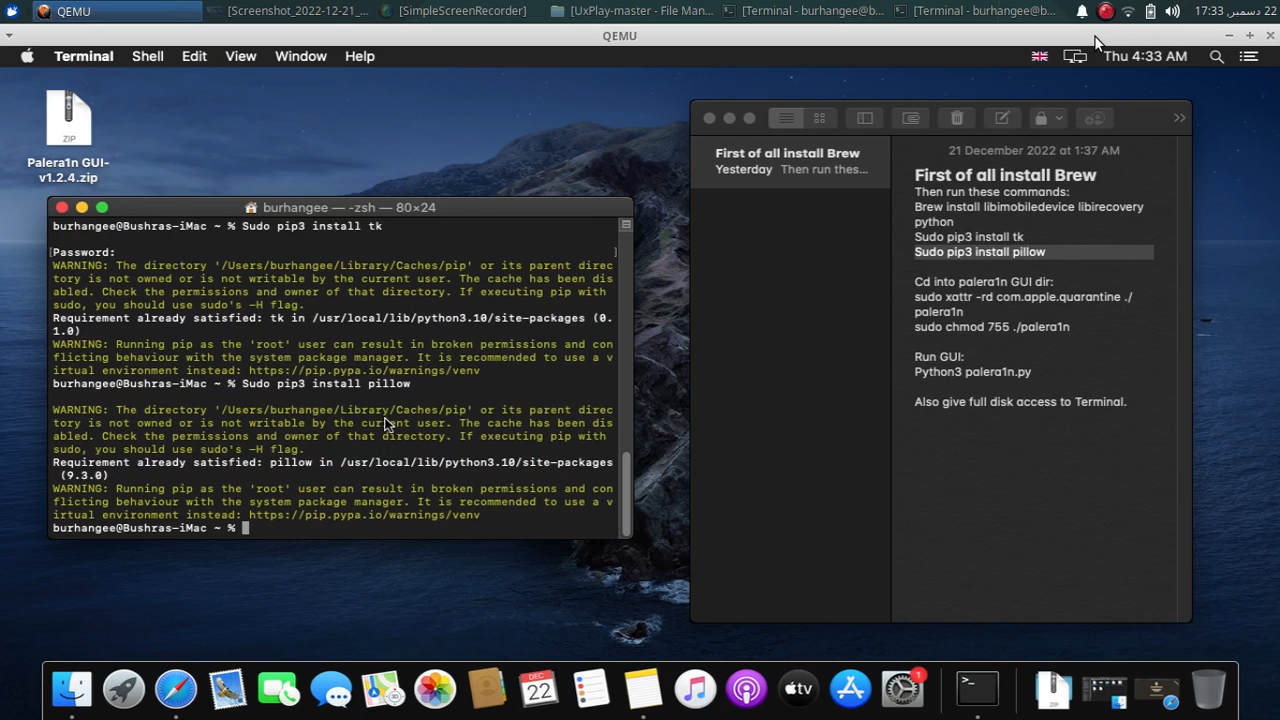 QEMU
[Screenshot_2022-12-21_...
[SimpleScreenRecorder]
[UxPlay-master - File Man...
[Terminal - burhangee@b...
[Terminal - burhangee@b...
22 دسمبر, 17:33
QEMU
Terminal Shell Edit View Window Help
Thu 4:33 AM
ZIP
Palera1n GUI-
v1.2.4.zip
burhangee — -zsh — 80×24
burhangee@Bushras-iMac ~ % Sudo pip3 install tk
[Password: ]
WARNING: The directory '/Users/burhangee/Library/Caches/pip' or its parent direc
tory is not owned or is not writable by the current user. The cache has been dis
abled. Check the permissions and owner of that directory. If executing pip with
sudo, you should use sudo's -H flag.
Requirement already satisfied: tk in /usr/local/lib/python3.10/site-packages (0.
1.0)
WARNING: Running pip as the 'root' user can result in broken permissions and con
flicting behaviour with the system package manager. It is recommended to use a v
irtual environment instead: https://pip.pypa.io/warnings/venv
burhangee@Bushras-iMac ~ % Sudo pip3 install pillow
WARNING: The directory '/Users/burhangee/Library/Caches/pip' or its parent direc
tory is not owned or is not writable by the current user. The cache has been dis
abled. Check the permissions and owner of that directory. If executing pip with
sudo, you should use sudo's -H flag.
Requirement already satisfied: pillow in /usr/local/lib/python3.10/site-packages
(9.3.0)
WARNING: Running pip as the 'root' user can result in broken permissions and con
flicting behaviour with the system package manager. It is recommended to use a v
irtual environment instead: https://pip.pypa.io/warnings/venv
burhangee@Bushras-iMac ~ %
First of all install Brew
Yesterday Then run thes...
21 December 2022 at 1:37 AM
First of all install Brew
Then run these commands:
Brew install libimobiledevice libirecovery
python
Sudo pip3 install tk
Sudo pip3 install pillow
Cd into palera1n GUI dir:
sudo xattr -rd com.apple.quarantine ./
palera1n
sudo chmod 755 ./palera1n
Run GUI:
Python3 palera1n.py
Also give full disk access to Terminal.
DEC
22
tv
1
>_
ZIP